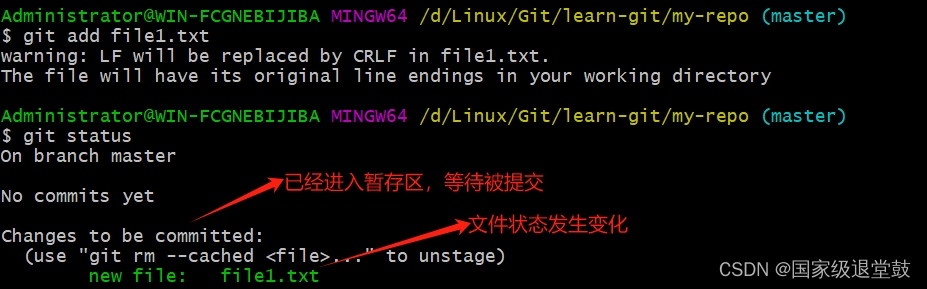 Administrator@WIN-FCGNEBIJIBA MINGW64 /d/Linux/Git/learn-git/my-repo (master)
$ git add file1.txt
warning: LF will be replaced by CRLF in file1.txt.
The file will have its original line endings in your working directory
Administrator@WIN-FCGNEBIJIBA MINGW64 /d/Linux/Git/learn-git/my-repo (master)
$ git status
On branch master
已经进入暂存区，等待被提交
No commits yet
文件状态发生变化
Changes to be committed:
(use "git rm --cached <file>..." to unstage)
new file:   file1.txt
CSDN @国家级退堂鼓